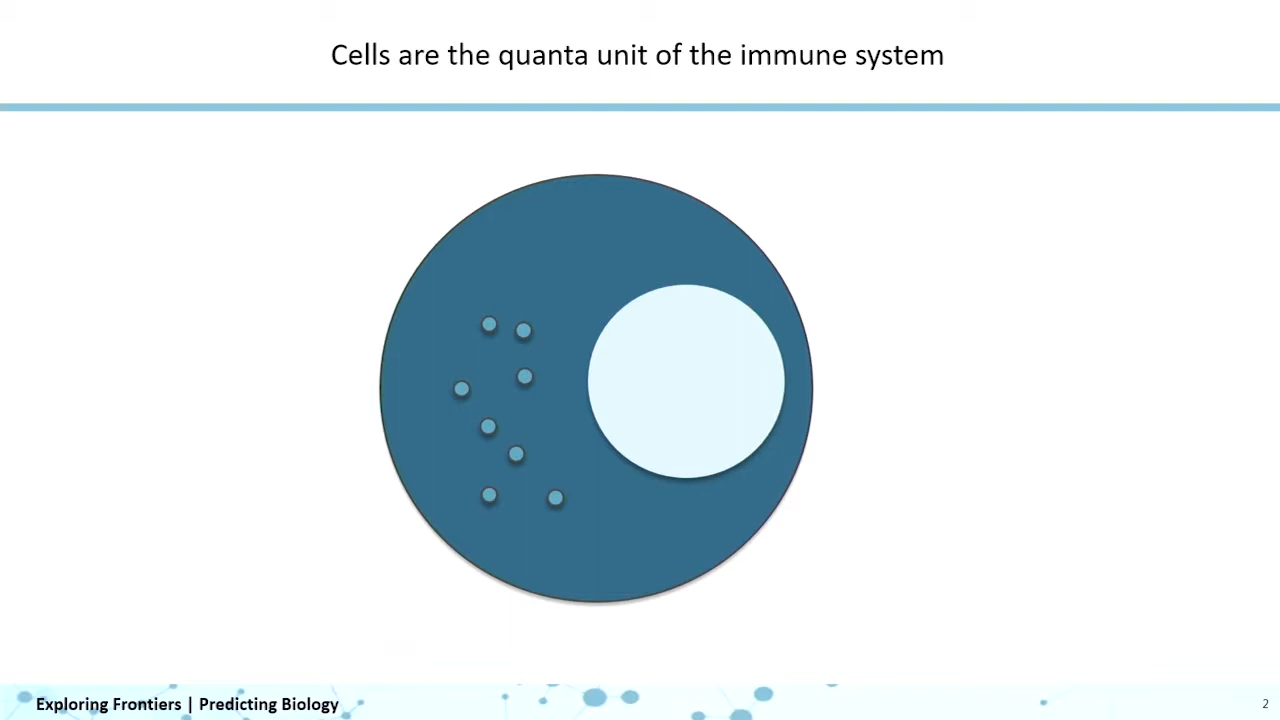 Cells are the quanta unit of the immune system
Exploring Frontiers | Predicting Biology
2